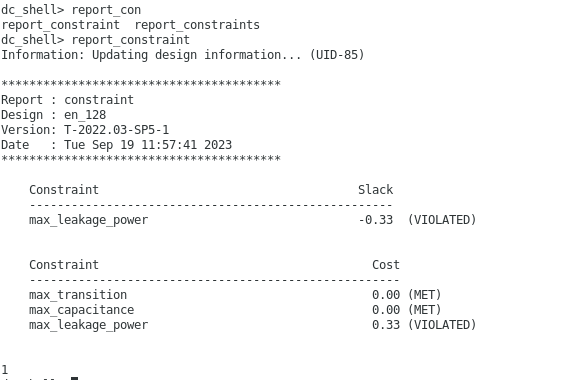 dc_shell> report_con
report_constraint  report_constraints
dc_shell> report_constraint
Information: Updating design information... (UID-85)
****************************************
Report : constraint
Design : en_128
Version: T-2022.03-SP5-1
Date   : Tue Sep 19 11:57:41 2023
****************************************
Constraint                                     Slack
----------------------------------------------------
max_leakage_power                              -0.33  (VIOLATED)
Constraint                                       Cost
-----------------------------------------------------
max_transition                                   0.00 (MET)
max_capacitance                                  0.00 (MET)
max_leakage_power                                0.33 (VIOLATED)
1